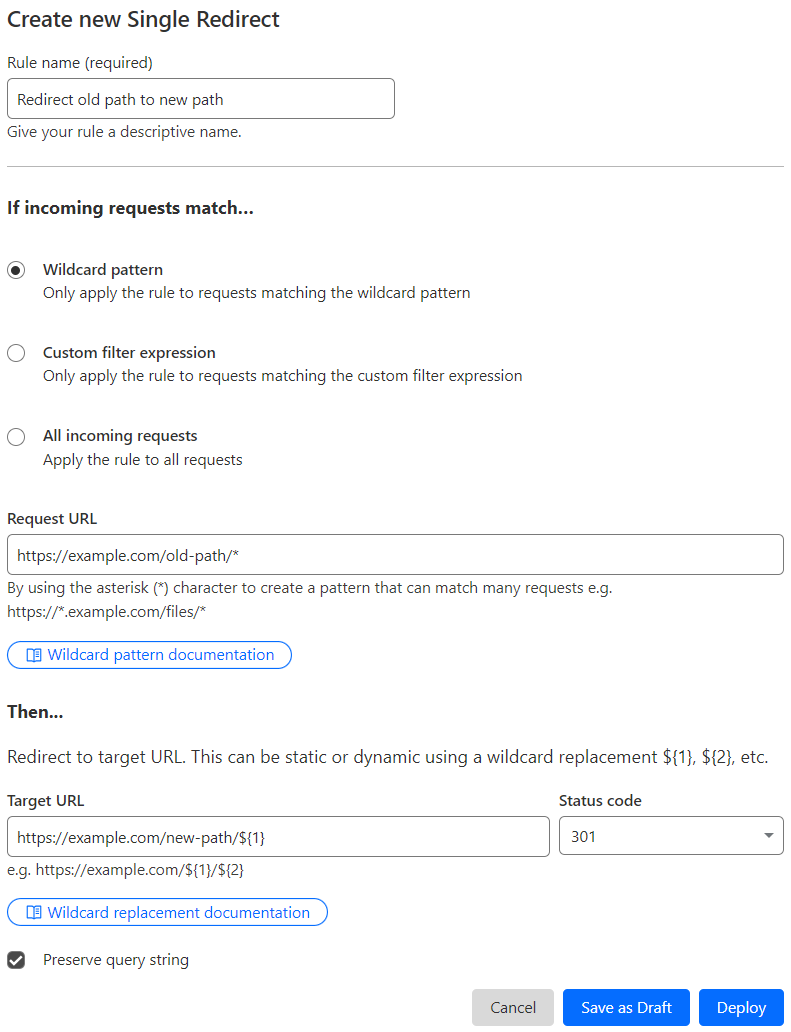 Create new Single Redirect
Rule name (required)
Redirect old path to new path
Give your rule a descriptive name.
If incoming requests match...
Wildcard pattern
Only apply the rule to requests matching the wildcard pattern
Custom filter expression
Only apply the rule to requests matching the custom filter expression
All incoming requests
Apply the rule to all requests
Request URL
https://example.com/old-path/*
By using the asterisk (*) character to create a pattern that can match many requests e.g.
https://*.example.com/files/*
Wildcard pattern documentation
Then...
Redirect to target URL. This can be static or dynamic using a wildcard replacement ${1}, ${2}, etc.
Target URL
Status code
https://example.com/new-path/${1}
301
e.g. https://example.com/${1}/${2}
Wildcard replacement documentation
Preserve query string
Cancel
Save as Draft
Deploy